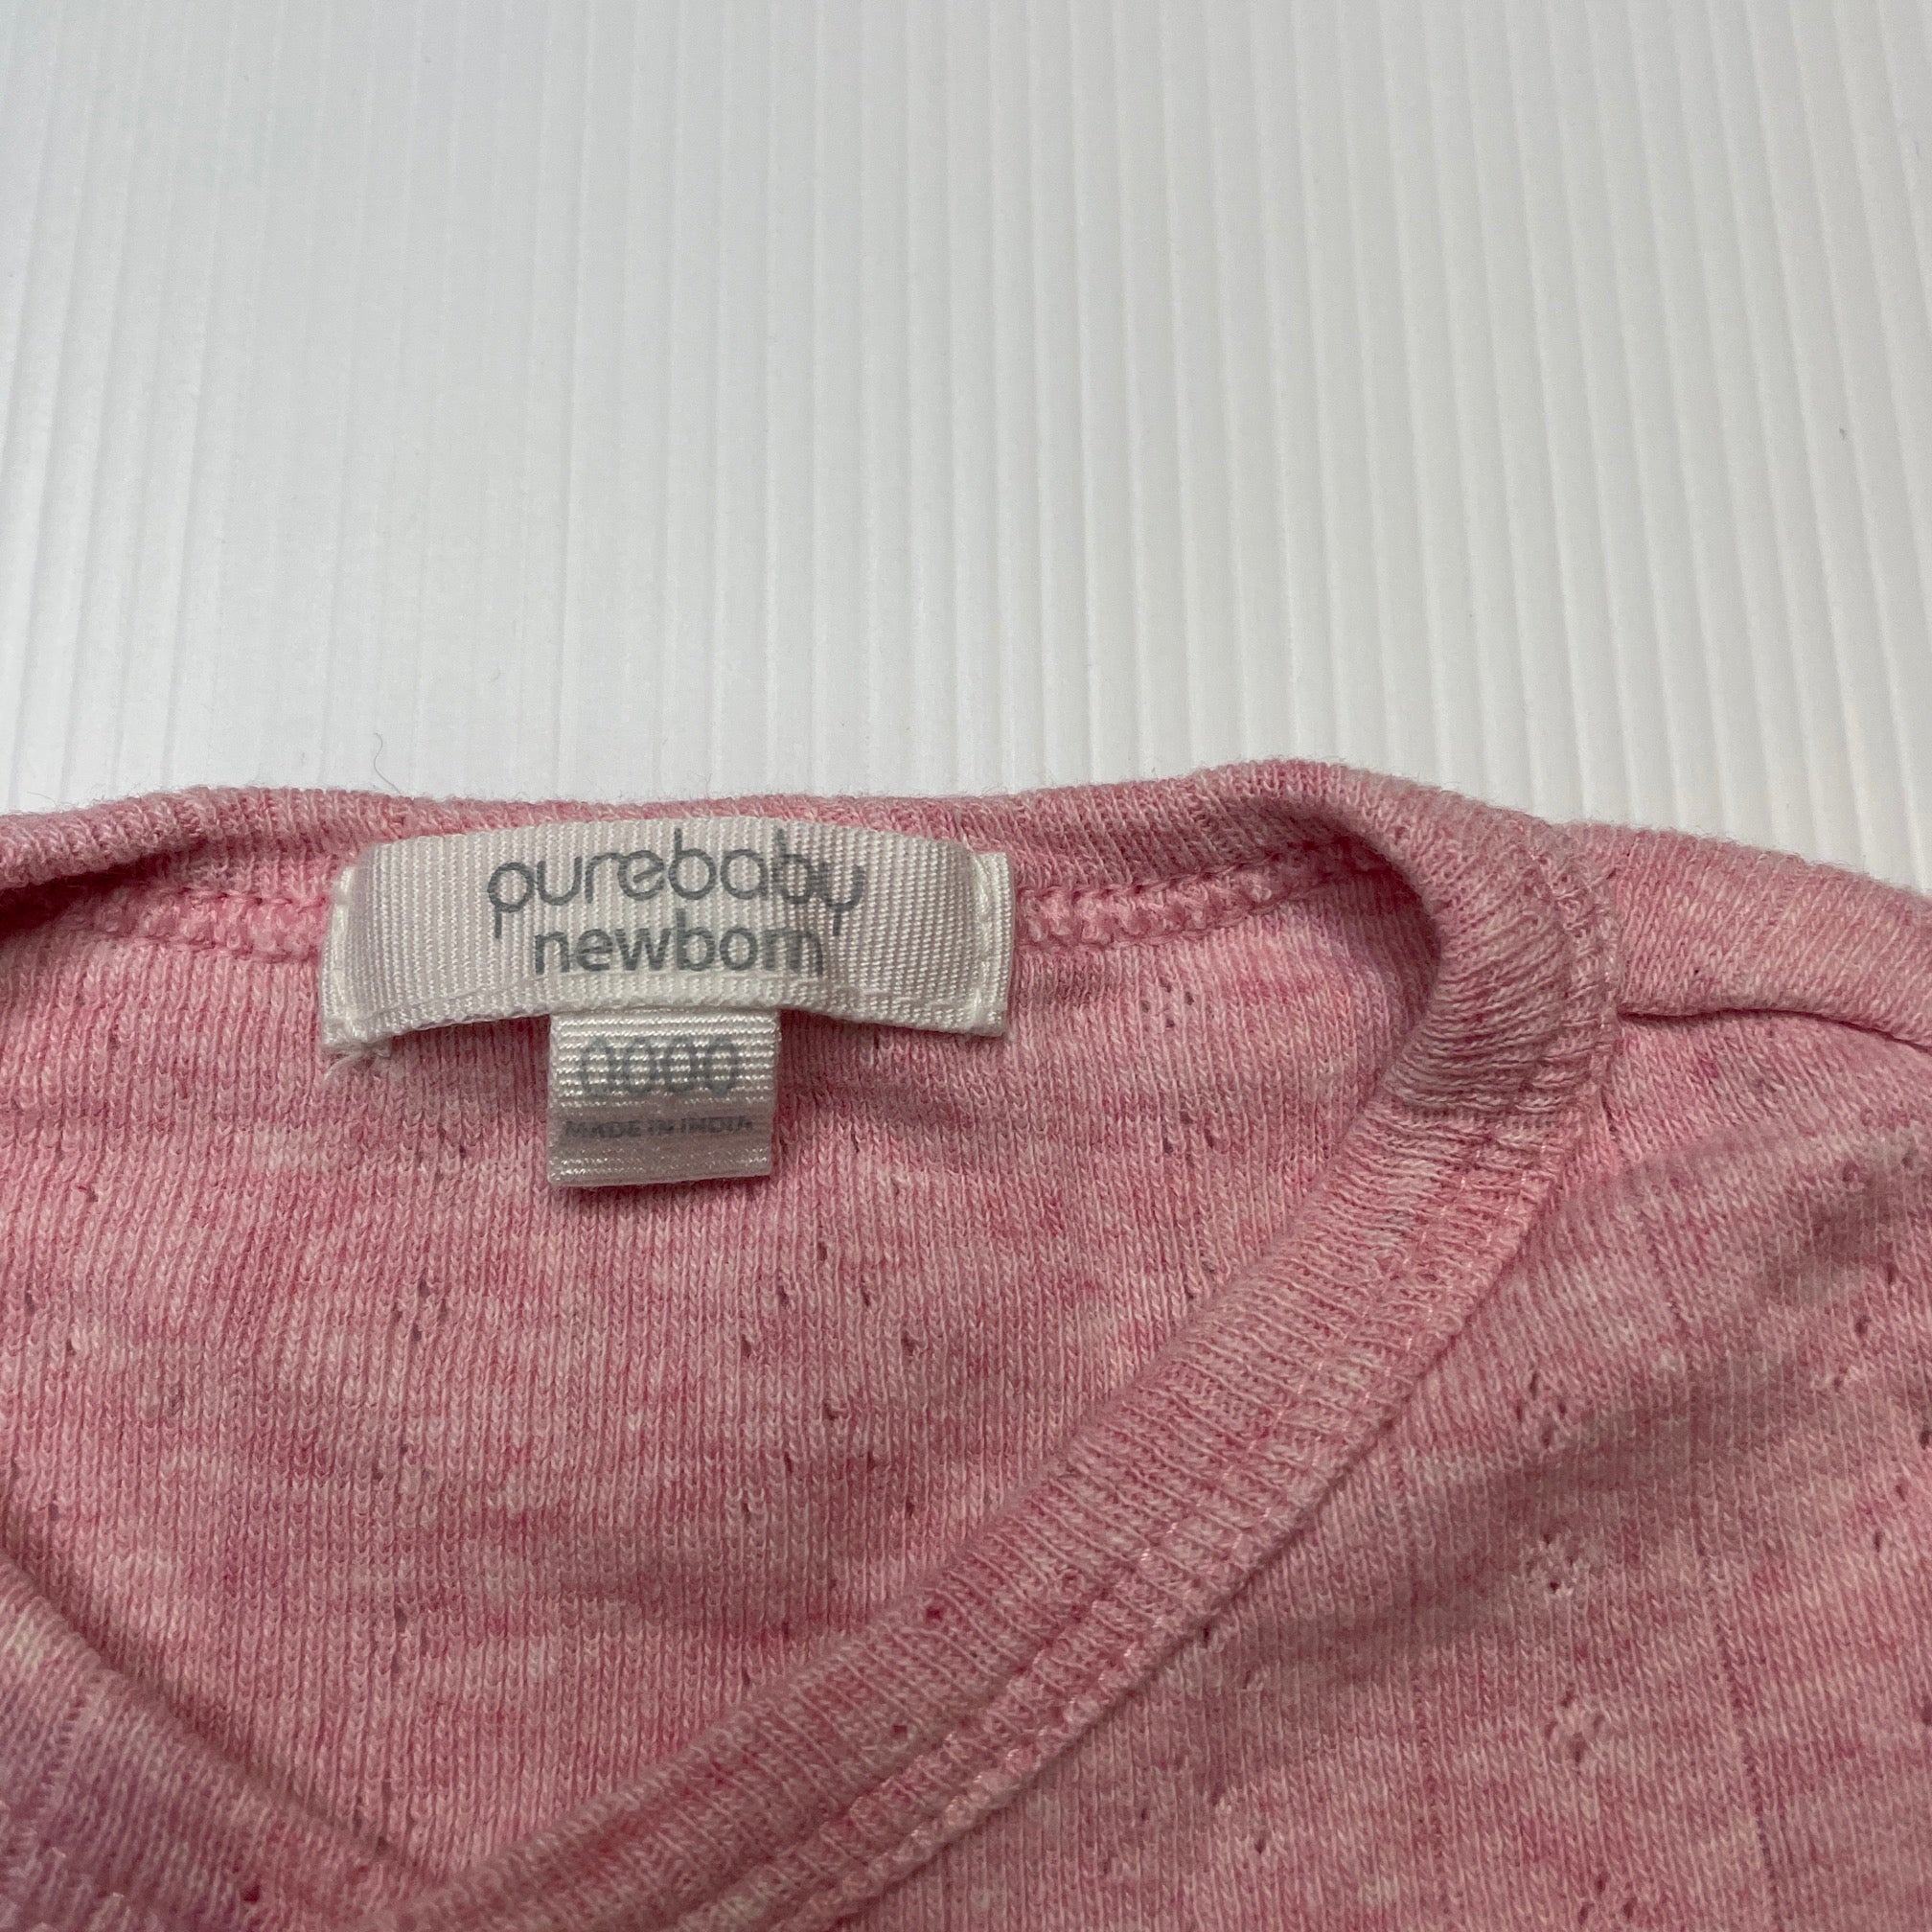 purebaby
newborn
0000
MADE IN INDIA